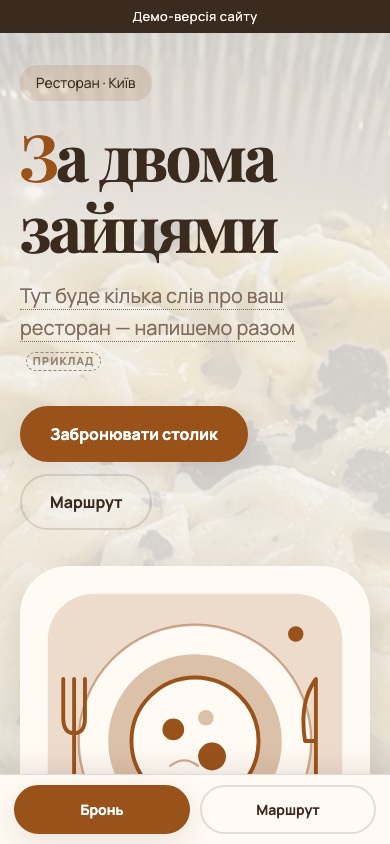 Демо-версія сайту
Ресторан · Київ
За двома
зайцями
Тут буде кілька слів про ваш
ресторан — напишемо разом
ПРИКЛАД
Забронювати столик
Маршрут
Бронь
Маршрут